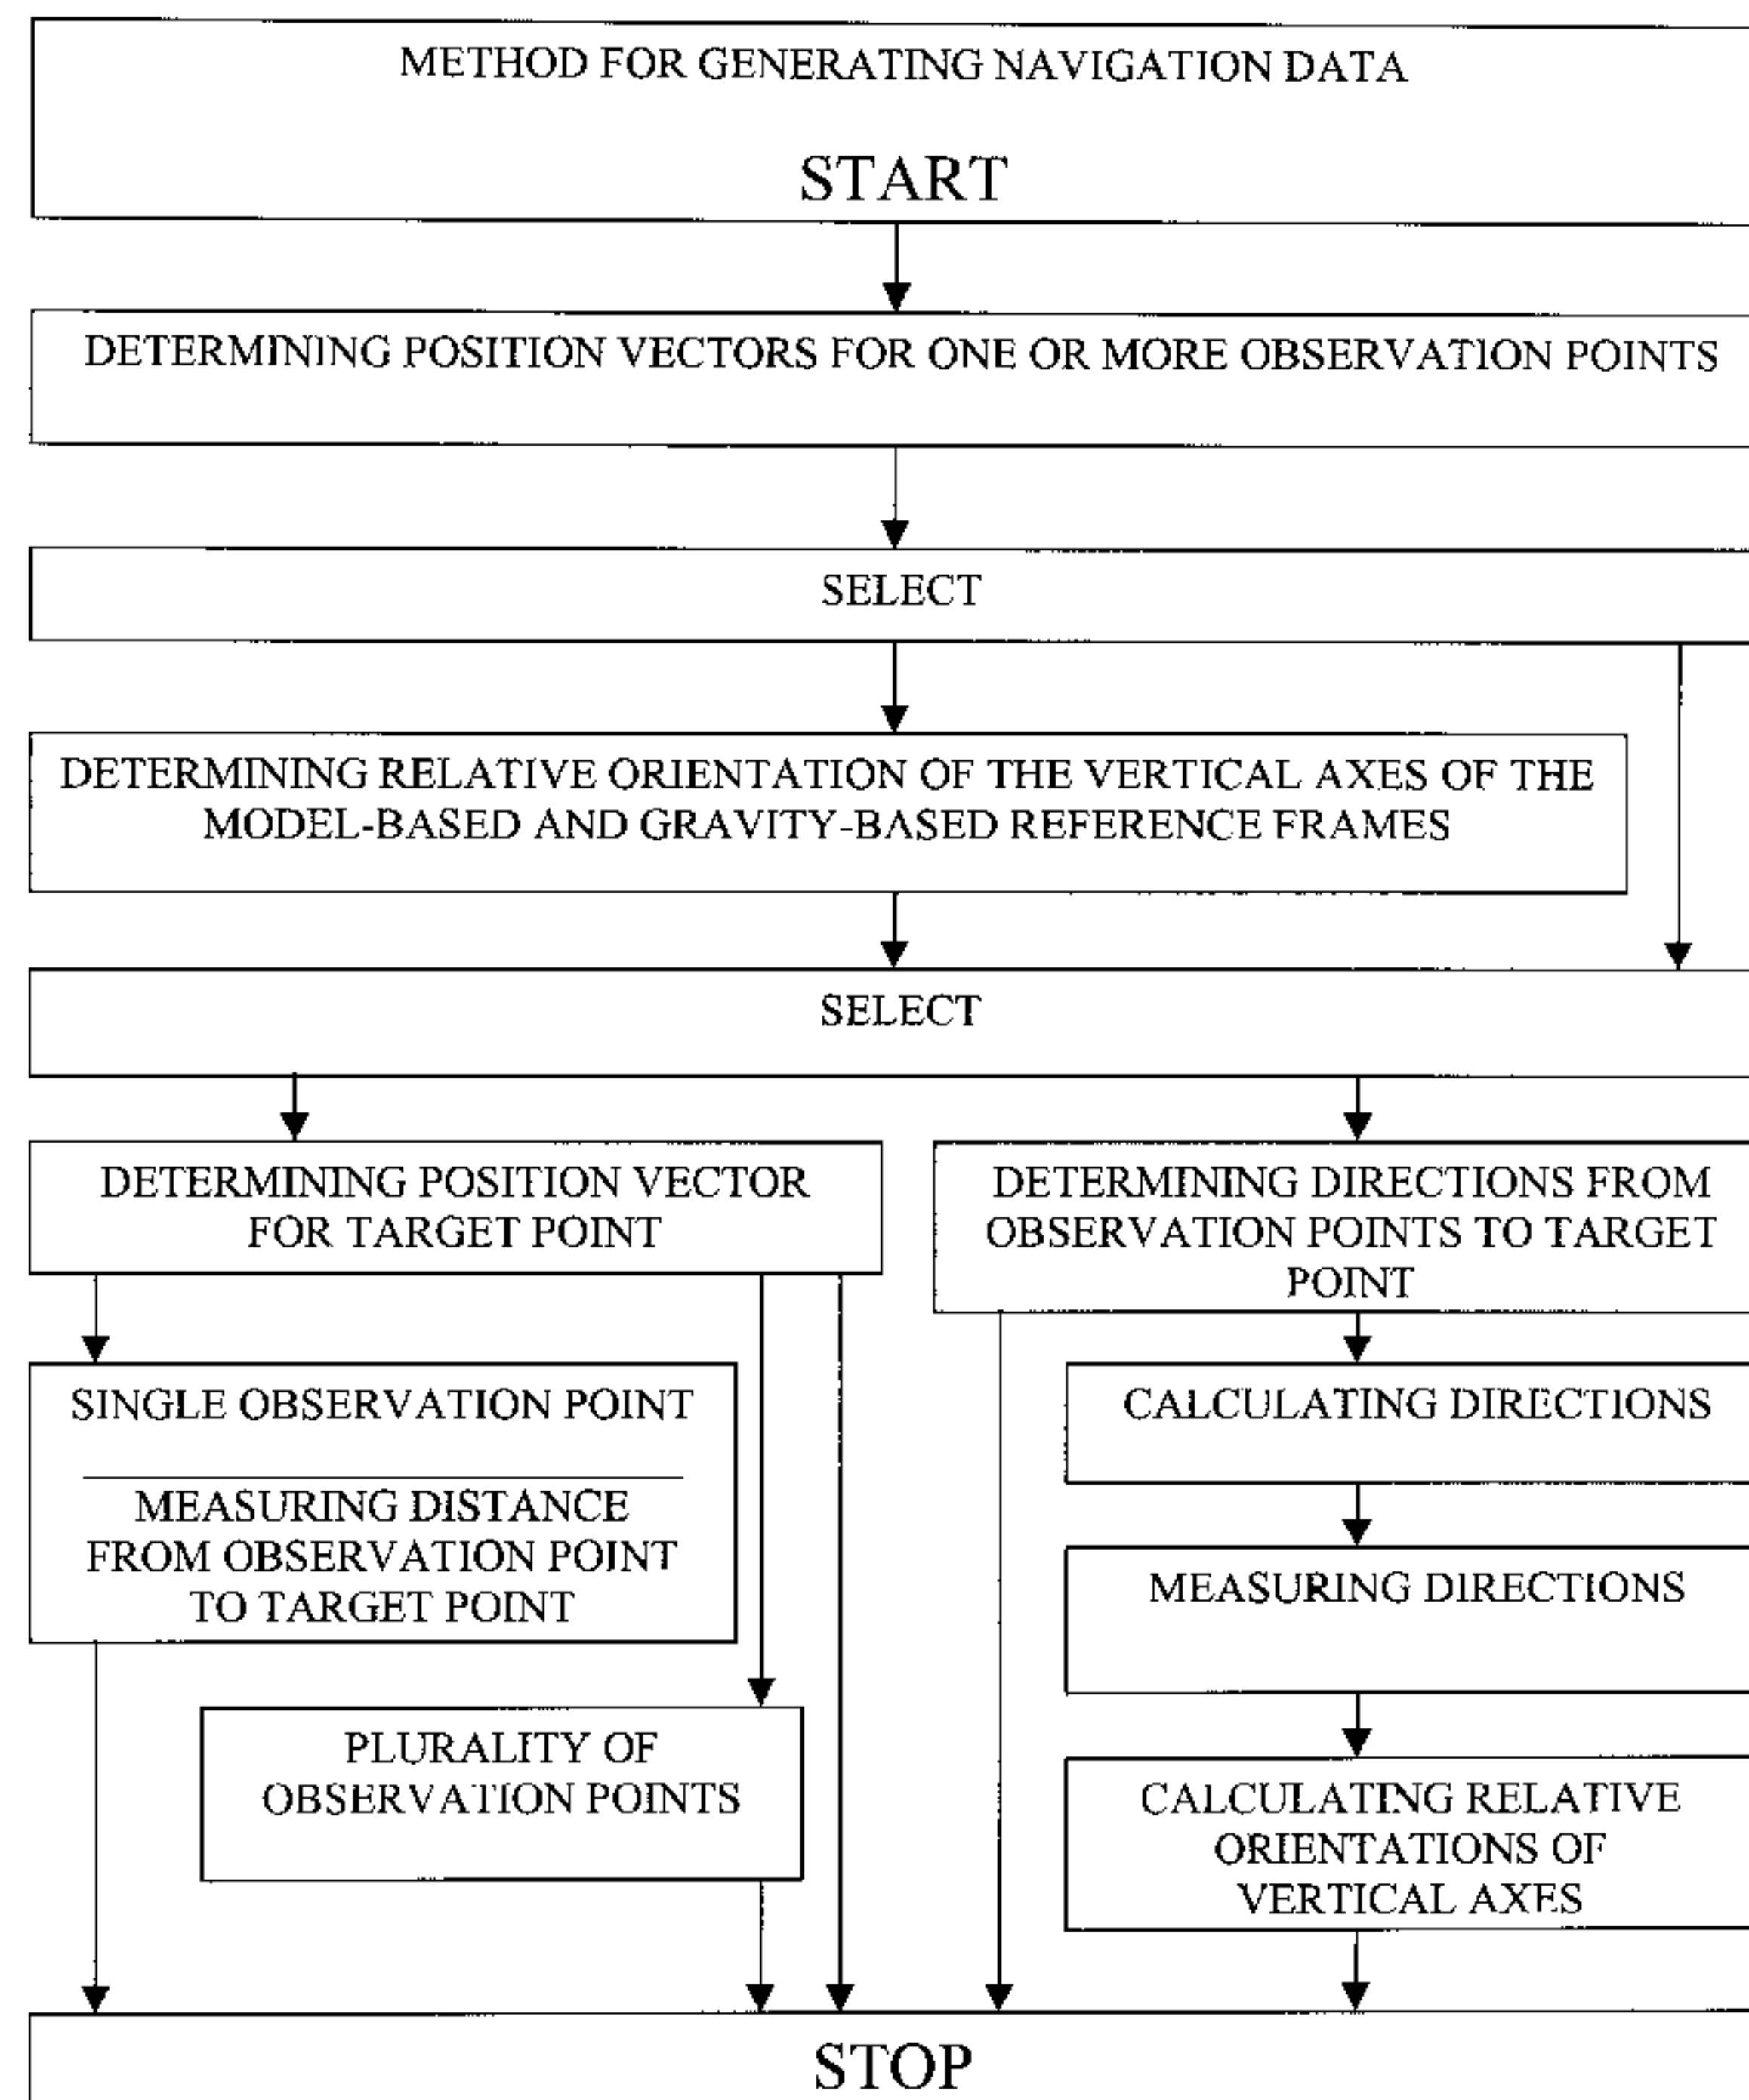 METHOD FOR GENERATING NAVIGATION DATA
START
DETERMINING POSITION VECTORS FOR ONE OR MORE OBSERVATION POINTS
SELECT
DETERMINING RELATIVE ORIENTATION OF THE VERTICAL AXES OF THE
MODEL-BASED AND GRAVITY-BASED REFERENCE FRAMES
SELECT
DETERMINING POSITION VECTOR
FOR TARGET POINT
DETERMINING DIRECTIONS FROM
OBSERVATION POINTS TO TARGET
POINT
SINGLE OBSERVATION POINT
MEASURING DISTANCE
FROM OBSERVATION POINT
TO TARGET POINT
CALCULATING DIRECTIONS
MEASURING DIRECTIONS
PLURALITY OF
OBSERVATION POINTS
CALCULATING RELATIVE
ORIENTATIONS OF
VERTICAL AXES
STOP